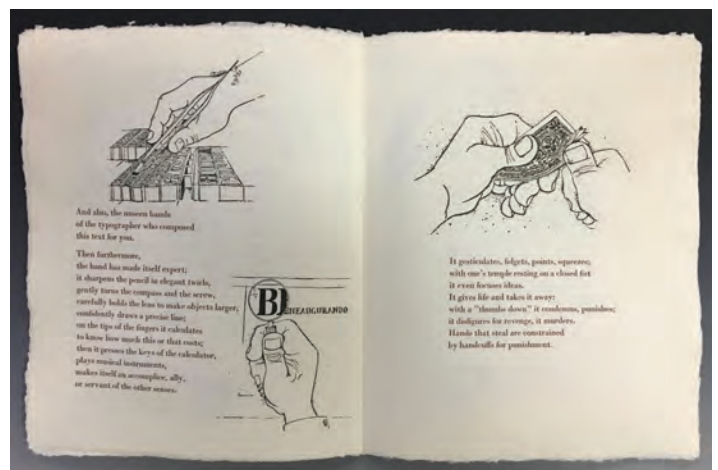 And also, the unseen hands
of the typographer who composed
this text for you.
Then furthermore,
the hand has made itself expert;
it sharpens the pencil in elegant twirls,
gently turns the compass and the screw,
carefully holds the lens to make objects larger,
confidently draws a precise line;
on the tips of the fingers it calculates
to know how much this or that costs;
then it presses the keys of the calculator,
plays musical instruments,
makes itself an accomplice, ally,
or servant of the other senses.
It gesticulates, fidgets, points, squeezes;
with one's temple resting on a closed fist
it even focuses ideas.
It gives life and takes it away:
with a "thumbs down" it condemns, punishes;
it disfigures for revenge, it murders.
Hands that steal are constrained
by handcuffs for punishment.